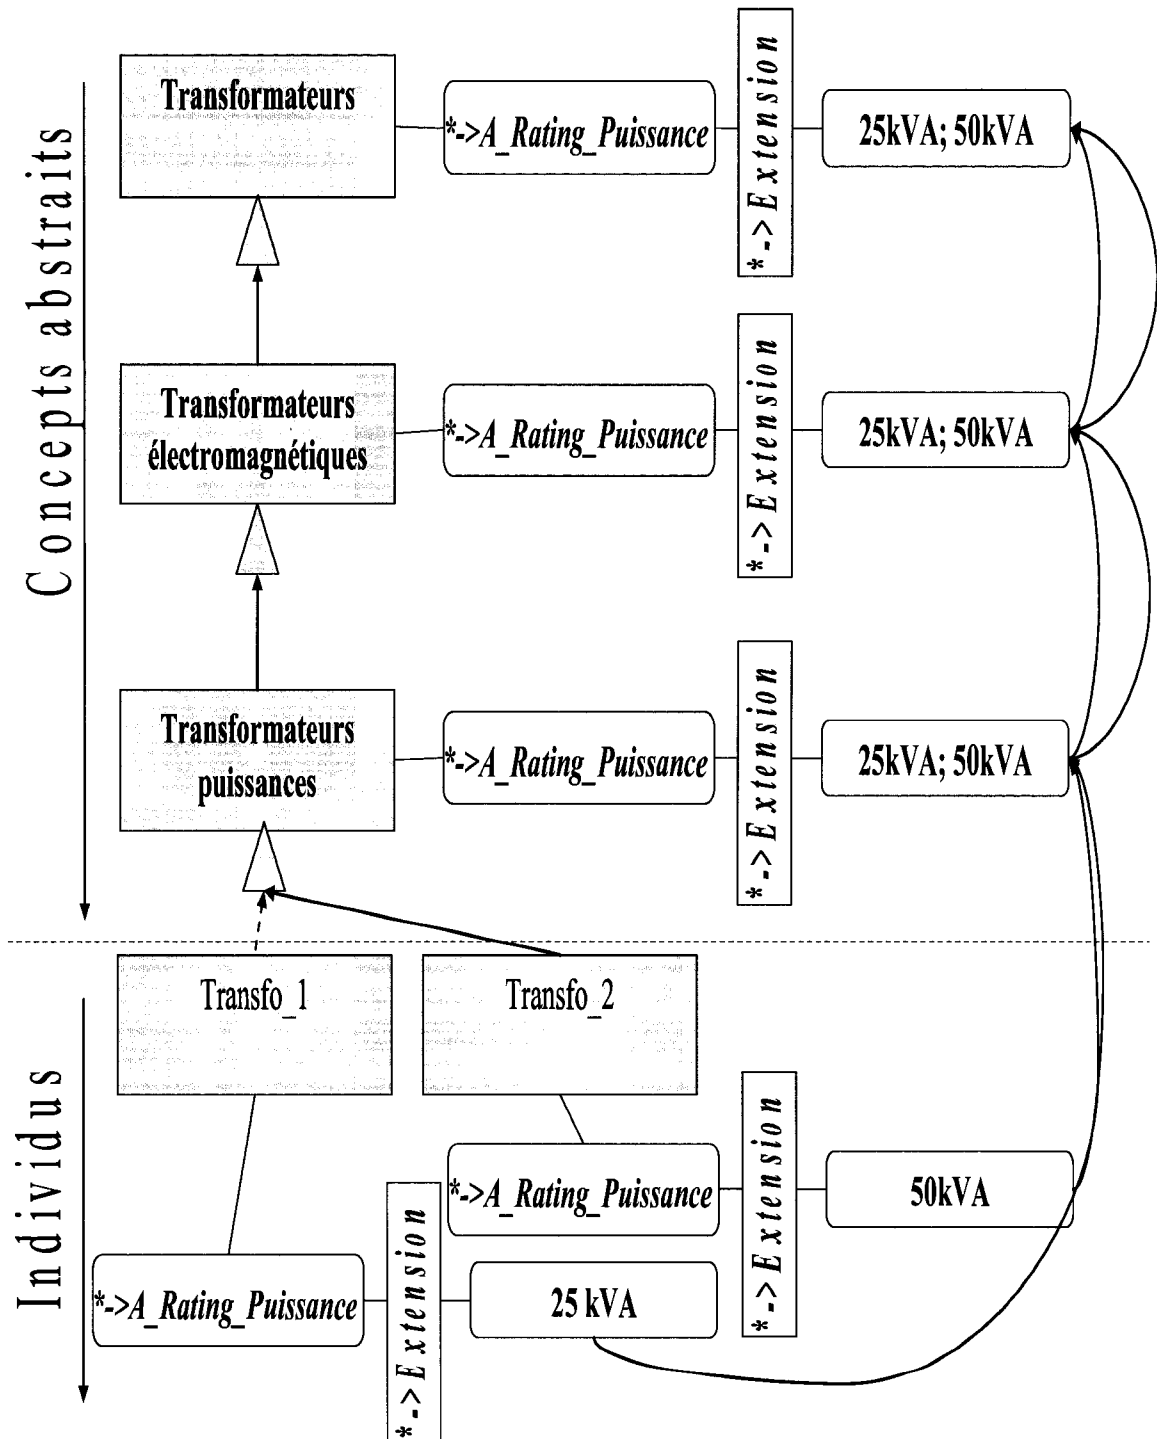 Concepts abstraits
Transformateurs
*->A_Rating_Puissance
*->Extension
25kVA; 50kVA
Transformateurs
électromagnétiques
*->A_Rating_Puissance
*->Extension
25kVA; 50kVA
Transformateurs
puissances
*->A_Rating_Puissance
*->Extension
25kVA; 50kVA
Individus
Transfo_1
Transfo_2
*->A_Rating_Puissance
*->Extension
50kVA
*->A_Rating_Puissance
*->Extension
25 kVA